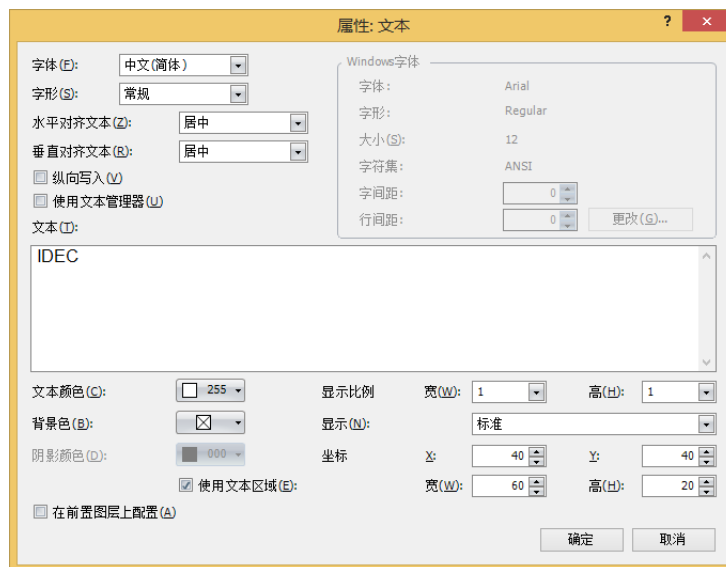 属性: 文本
?
×
字体(F):
中文(简体)
字形(S):
常规
水平对齐文本(Z):
居中
垂直对齐文本(R):
居中
纵向写入(V)
使用文本管理器(U)
文本(T):
Windows字体
字体:
Arial
字形:
Regular
大小(S):
12
字符集:
ANSI
字间距:
0
行间距:
0
更改(G)...
IDEC
文本颜色(C):
255
显示比例
宽(W):
1
高(H):
1
背景色(B):
显示(N):
标准
阴影颜色(D):
000
坐标
X:
40
Y:
40
使用文本区域(E):
宽(W):
60
高(H):
20
在前置图层上配置(A)
确定
取消